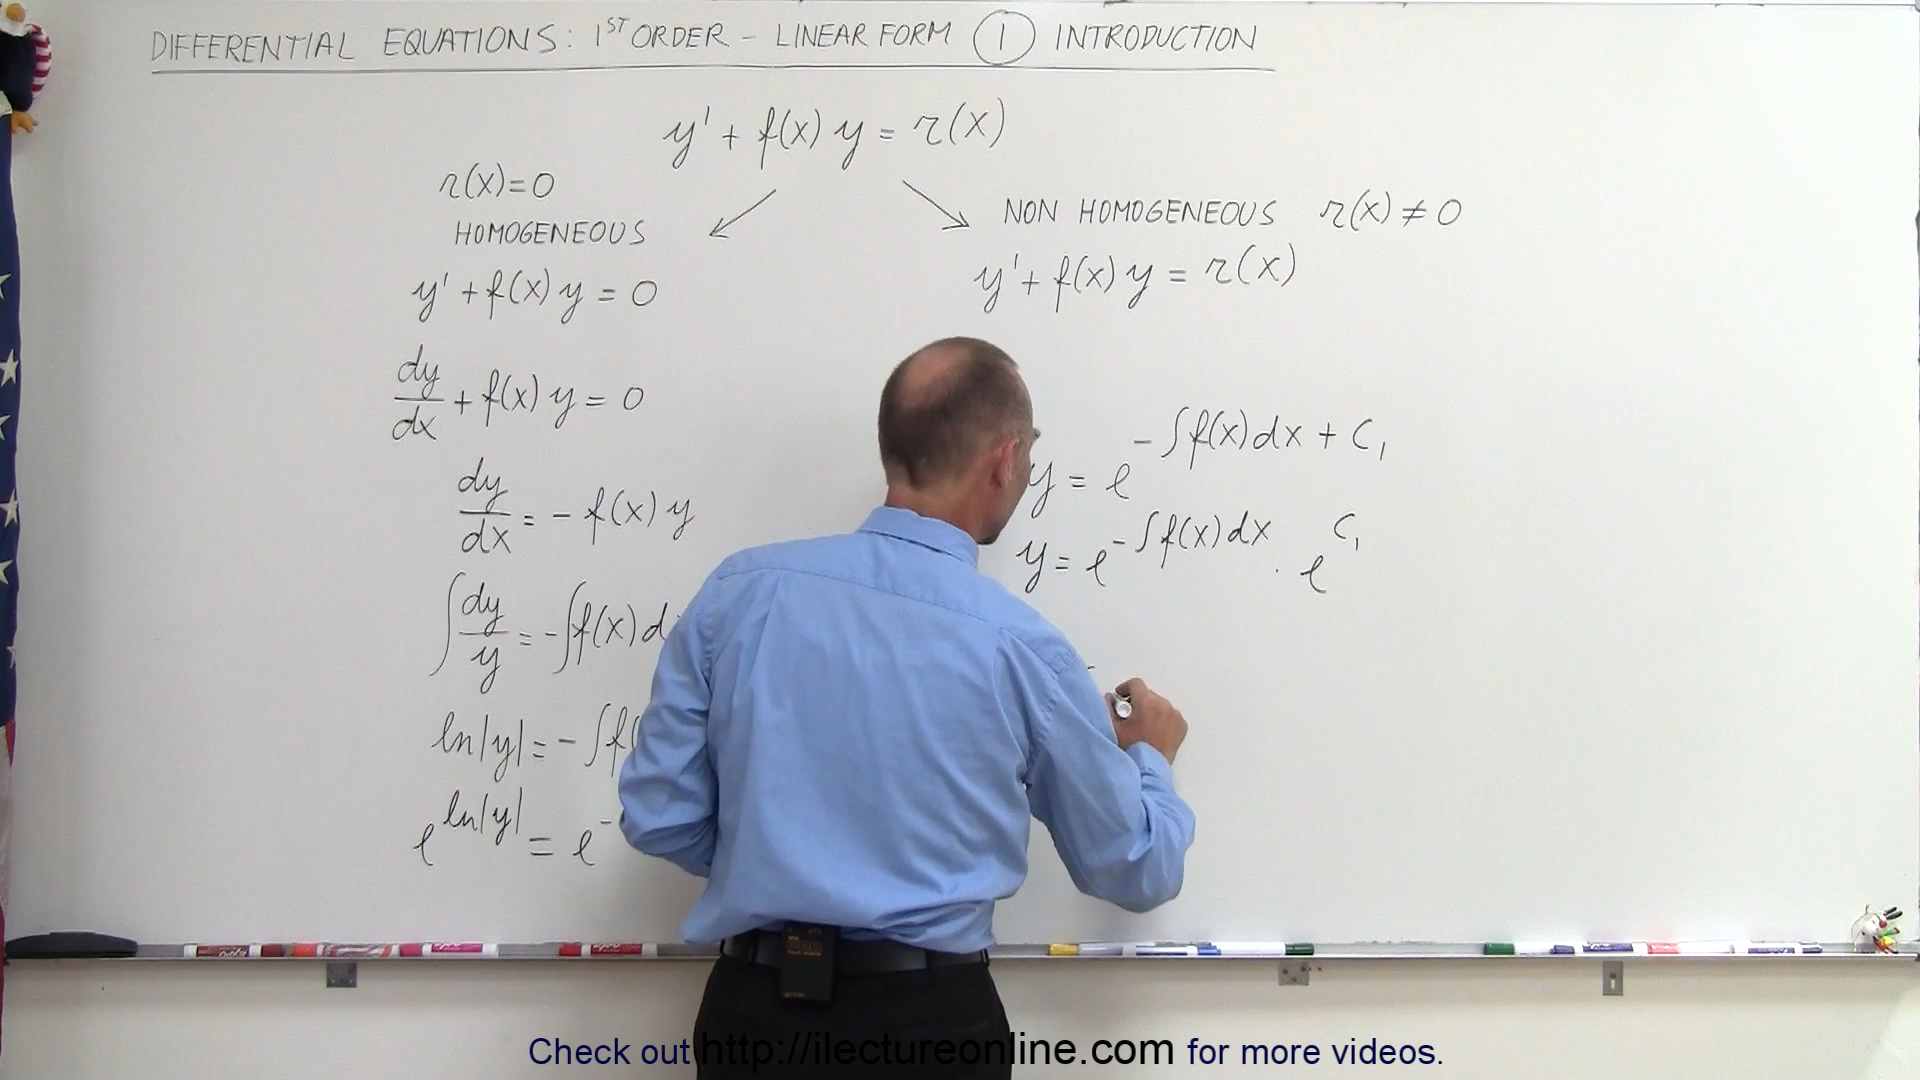 DIFFERENTIAL EQUATIONS: 1ST ORDER - LINEAR FORM ① INTRODUCTION
y' + f(x) y = r(x)
r(x)=0
HOMOGENEOUS
y' + f(x) y = 0
dy/dx + f(x) y = 0
dy/dx = - f(x) y
∫ dy/y = -∫f(x) d
ln|y| = - ∫f(
e^ln|y| = e^-
NON HOMOGENEOUS r(x) ≠ 0
y' + f(x) y = r(x)
y = e^-∫f(x)dx + C₁
y = e^-∫f(x)dx · e^C₁
Check out http://ilectureonline.com for more videos.